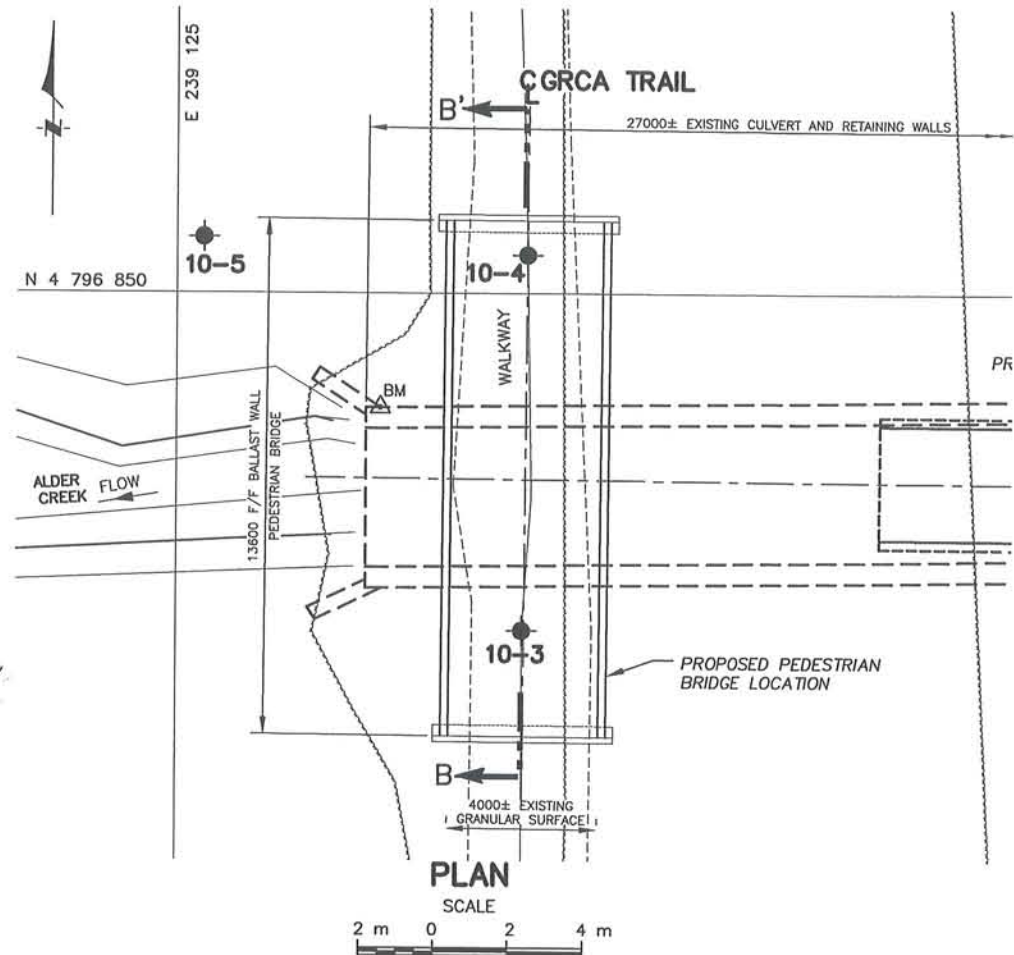 E 239 125
CL GRCA TRAIL
B'
27000± EXISTING CULVERT AND RETAINING WALLS
N
10-5
10-4
N 4 796 850
WALKWAY
PR
BM
13600 F/F BALLAST WALL
PEDESTRIAN BRIDGE
ALDER
CREEK
FLOW
10-3
PROPOSED PEDESTRIAN
BRIDGE LOCATION
B
4000± EXISTING
GRANULAR SURFACE
PLAN
SCALE
2 m 0 2 4 m